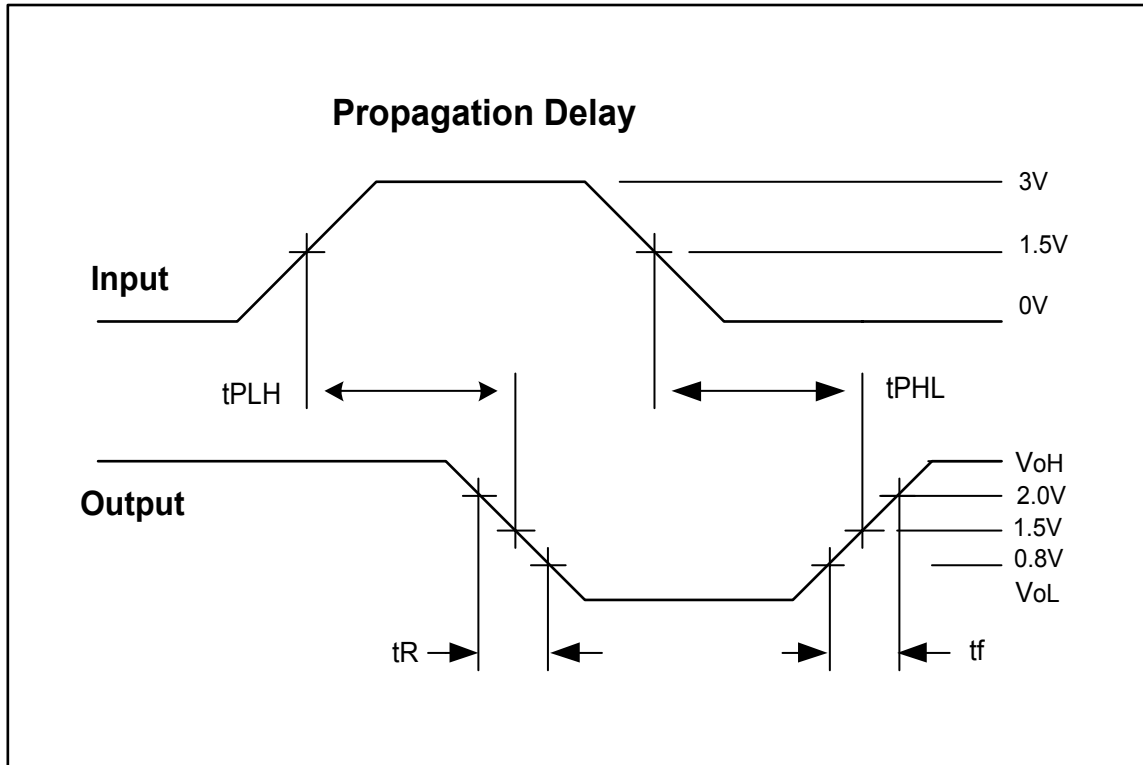 Propagation Delay
3V
1.5V
Input
0V
tPLH
tPHL
VoH
Output
2.0V
1.5V
0.8V
VoL
tR
tf